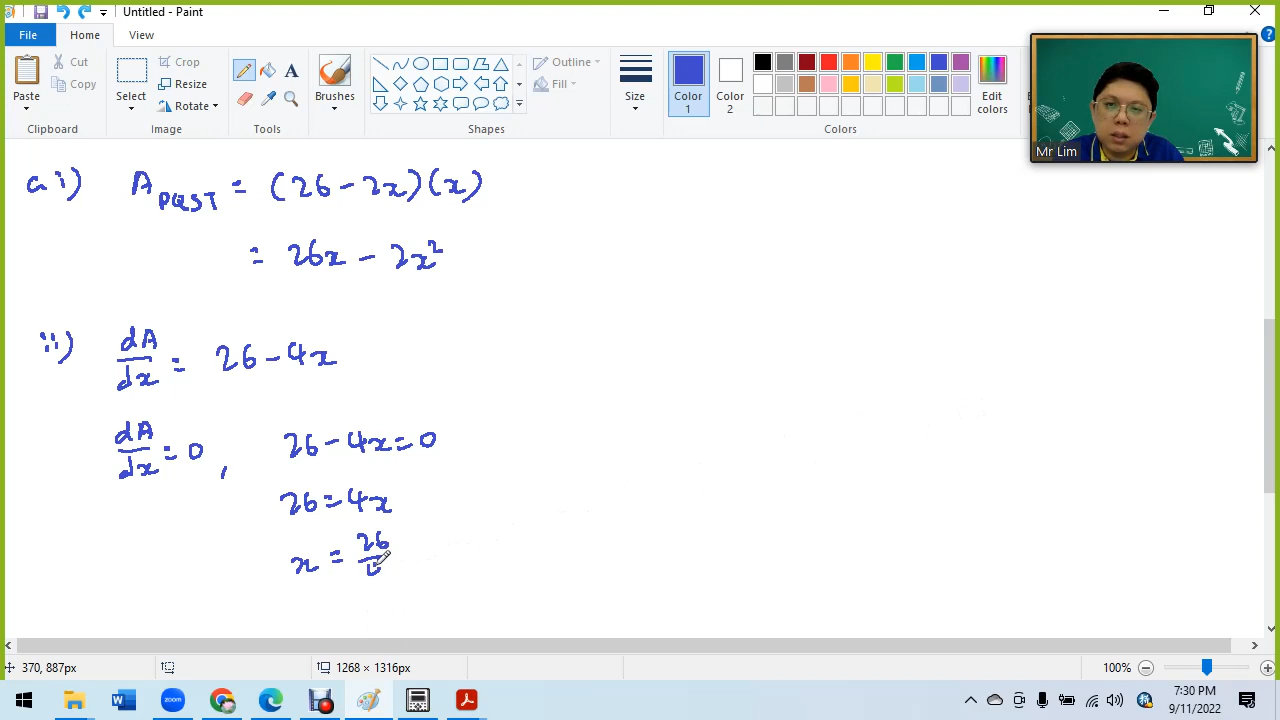 Untitled - Paint
File Home View
Paste Cut Copy Clipboard
Select Crop Resize Rotate Image
Tools
Brushes
Shapes Outline Fill
Size
Color 1 Color 2 Edit colors Colors
Mr Lim
a i) A PQST = (26 - 2x)(x)
= 26x - 2x²
ii) dA/dx = 26 - 4x
dA/dx = 0 , 26 - 4x = 0
26 = 4x
x = 26/
370, 887px 1268 × 1316px 100%
zoom
7:30 PM
9/11/2022